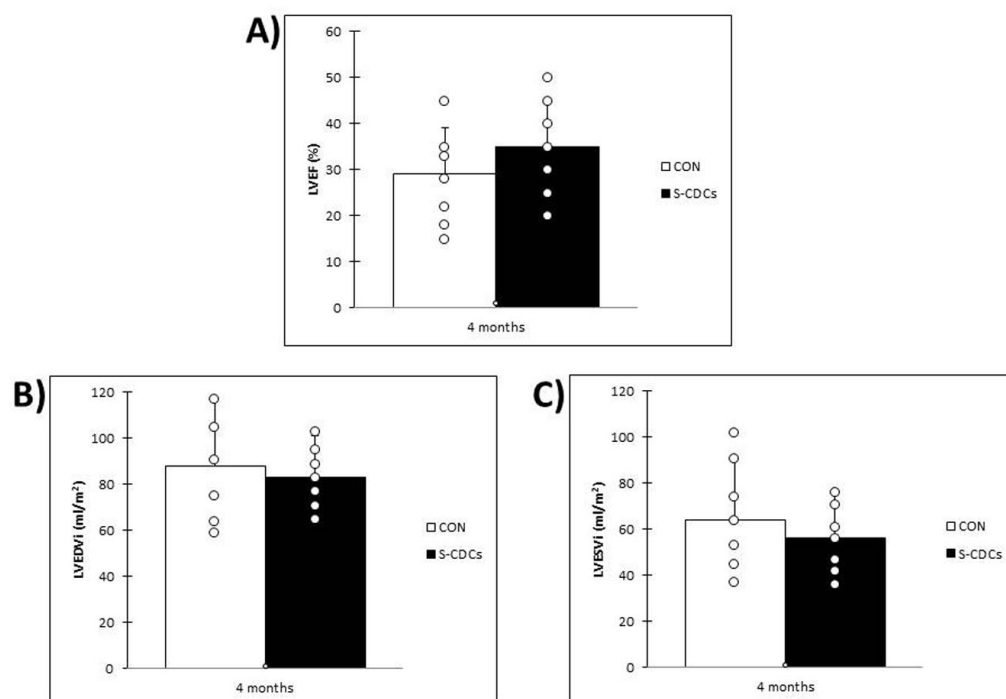 A)
60
50
40
30
20
10
0
LVEF (%)
4 months
CON
S-CDCs
B)
120
100
80
60
40
20
0
LVEDVi (ml/m²)
4 months
CON
S-CDCs
C)
120
100
80
60
40
20
0
LVESVi (ml/m²)
4 months
CON
S-CDCs